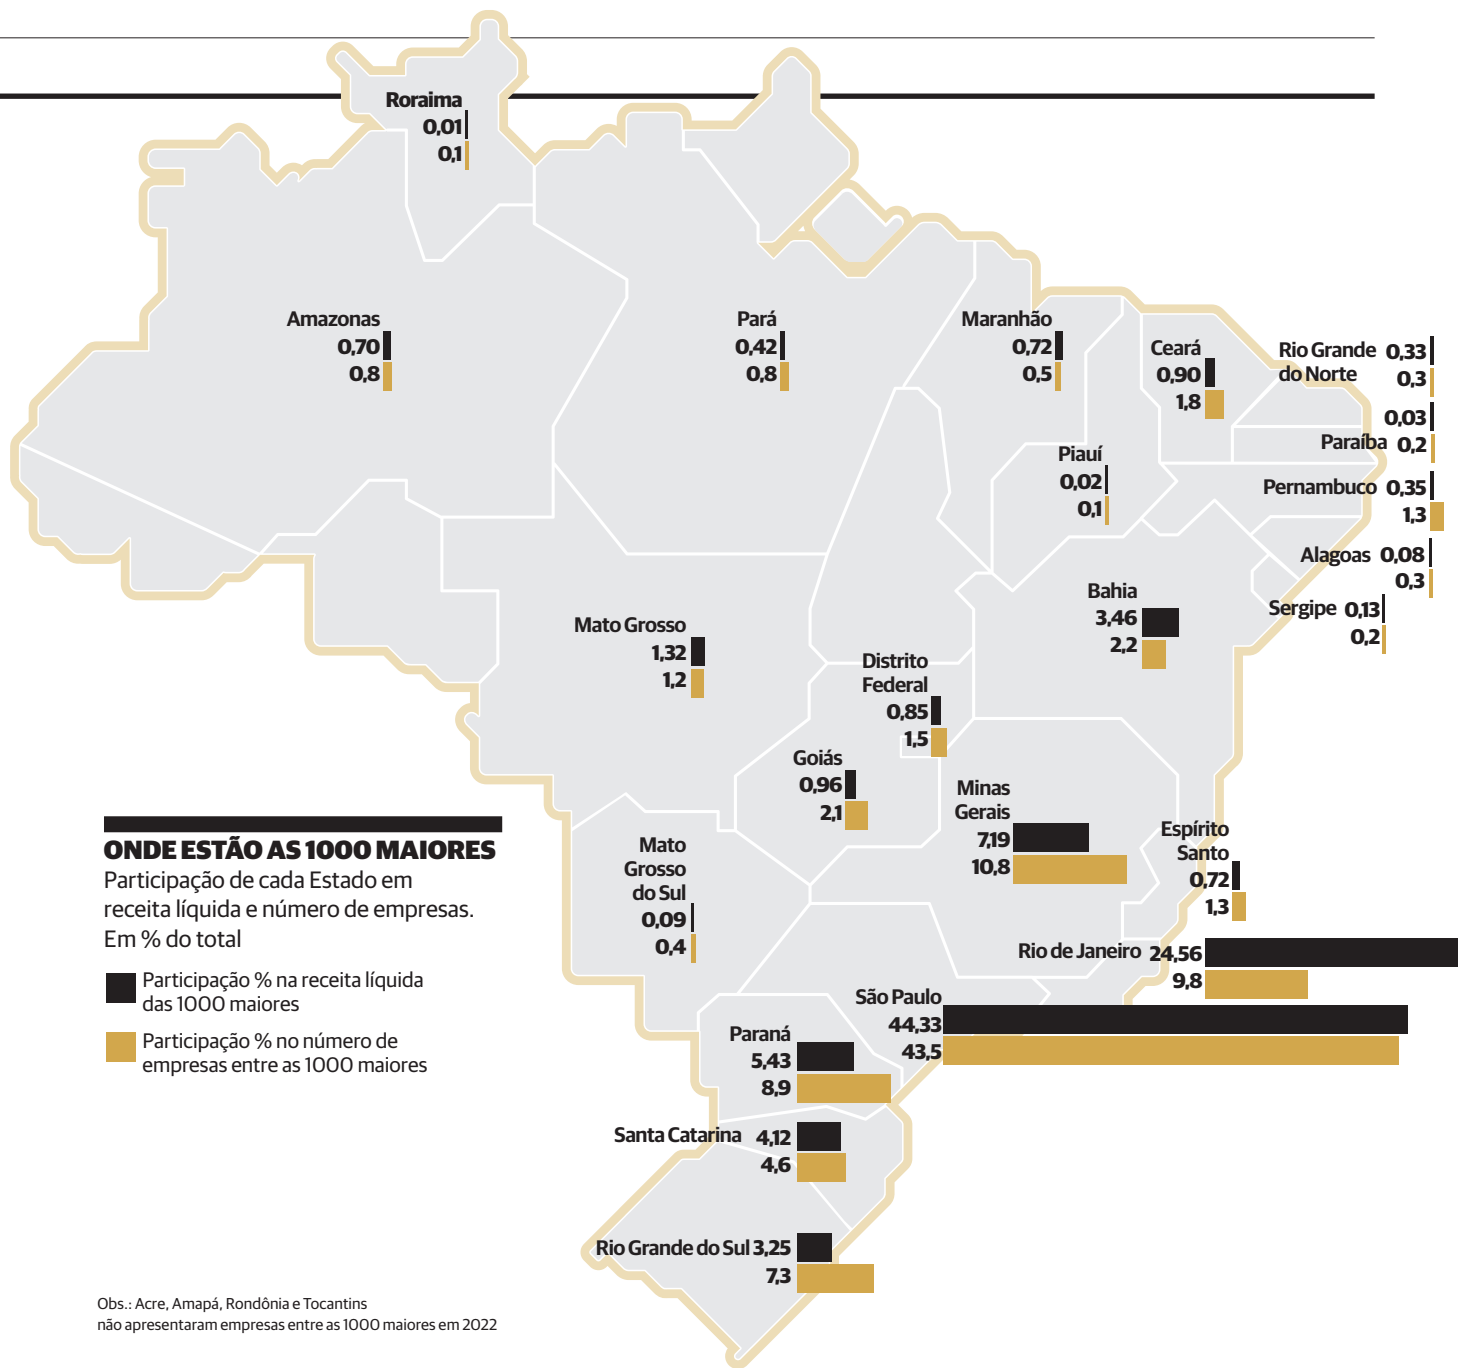 Roraima
0,01
0,1
Amazonas
0,70
0,8
Pará
0,42
0,8
Maranhão
0,72
0,5
Ceará
0,90
1,8
Rio Grande 0,33
do Norte 0,3
0,03
Paraíba 0,2
Piauí
0,02
0,1
Pernambuco 0,35
1,3
Alagoas 0,08
0,3
Sergipe 0,13
0,2
Bahia
3,46
2,2
Mato Grosso
1,32
1,2
Distrito
Federal
0,85
1,5
Goiás
0,96
2,1
Minas
Gerais
7,19
10,8
Espírito
Santo
0,72
1,3
Mato
Grosso
do Sul
0,09
0,4
Rio de Janeiro 24,56
9,8
São Paulo
44,33
43,5
Paraná
5,43
8,9
Santa Catarina 4,12
4,6
Rio Grande do Sul 3,25
7,3
ONDE ESTÃO AS 1000 MAIORES
Participação de cada Estado em
receita líquida e número de empresas.
Em % do total
Participação % na receita líquida
das 1000 maiores
Participação % no número de
empresas entre as 1000 maiores
Obs.: Acre, Amapá, Rondônia e Tocantins
não apresentaram empresas entre as 1000 maiores em 2022